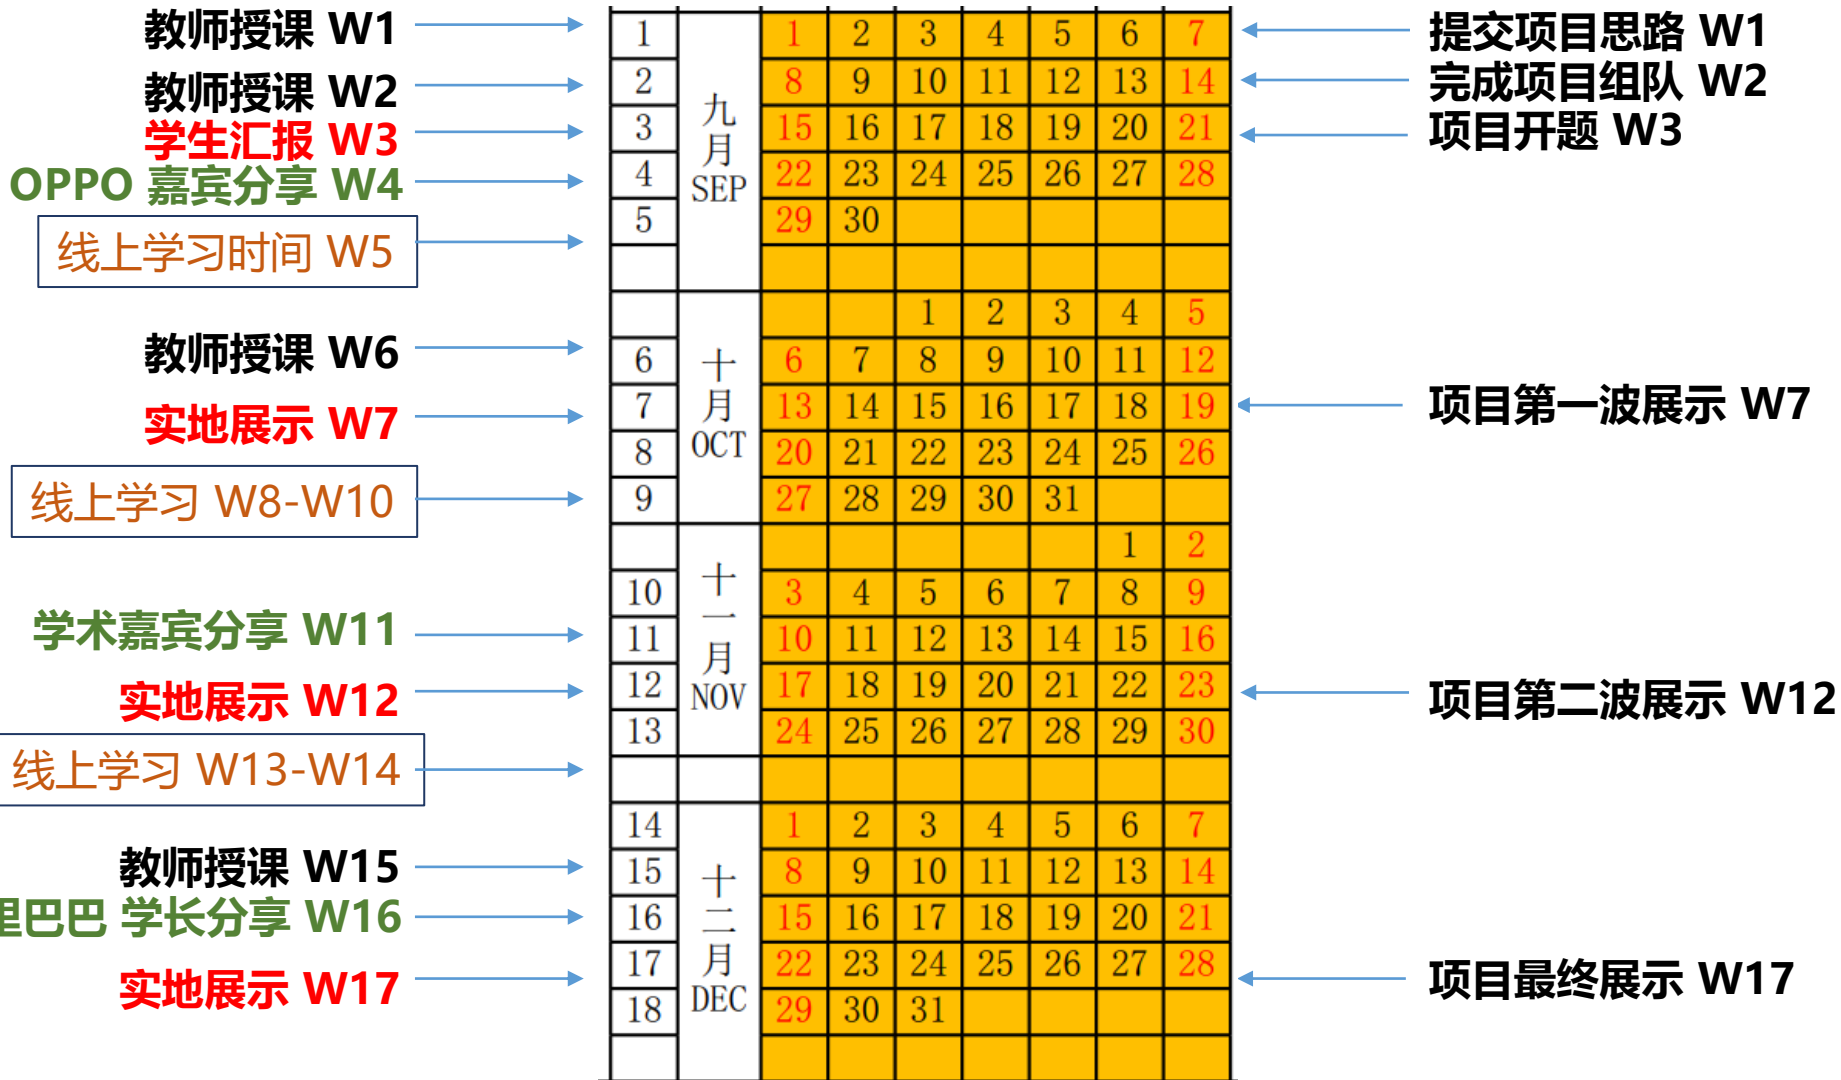 教师授课 W1
教师授课 W2
学生汇报 W3
OPPO 嘉宾分享 W4
线上学习时间 W5
教师授课 W6
实地展示 W7
线上学习 W8-W10
学术嘉宾分享 W11
实地展示 W12
线上学习 W13-W14
教师授课 W15
里巴巴 学长分享 W16
实地展示 W17
九月 SEP
1 1 2 3 4 5 6 7
2 8 9 10 11 12 13 14
3 15 16 17 18 19 20 21
4 22 23 24 25 26 27 28
5 29 30
十月 OCT
1 2 3 4 5
6 6 7 8 9 10 11 12
7 13 14 15 16 17 18 19
8 20 21 22 23 24 25 26
9 27 28 29 30 31
十一月 NOV
1 2
10 3 4 5 6 7 8 9
11 10 11 12 13 14 15 16
12 17 18 19 20 21 22 23
13 24 25 26 27 28 29 30
十二月 DEC
14 1 2 3 4 5 6 7
15 8 9 10 11 12 13 14
16 15 16 17 18 19 20 21
17 22 23 24 25 26 27 28
18 29 30 31
提交项目思路 W1
完成项目组队 W2
项目开题 W3
项目第一波展示 W7
项目第二波展示 W12
项目最终展示 W17